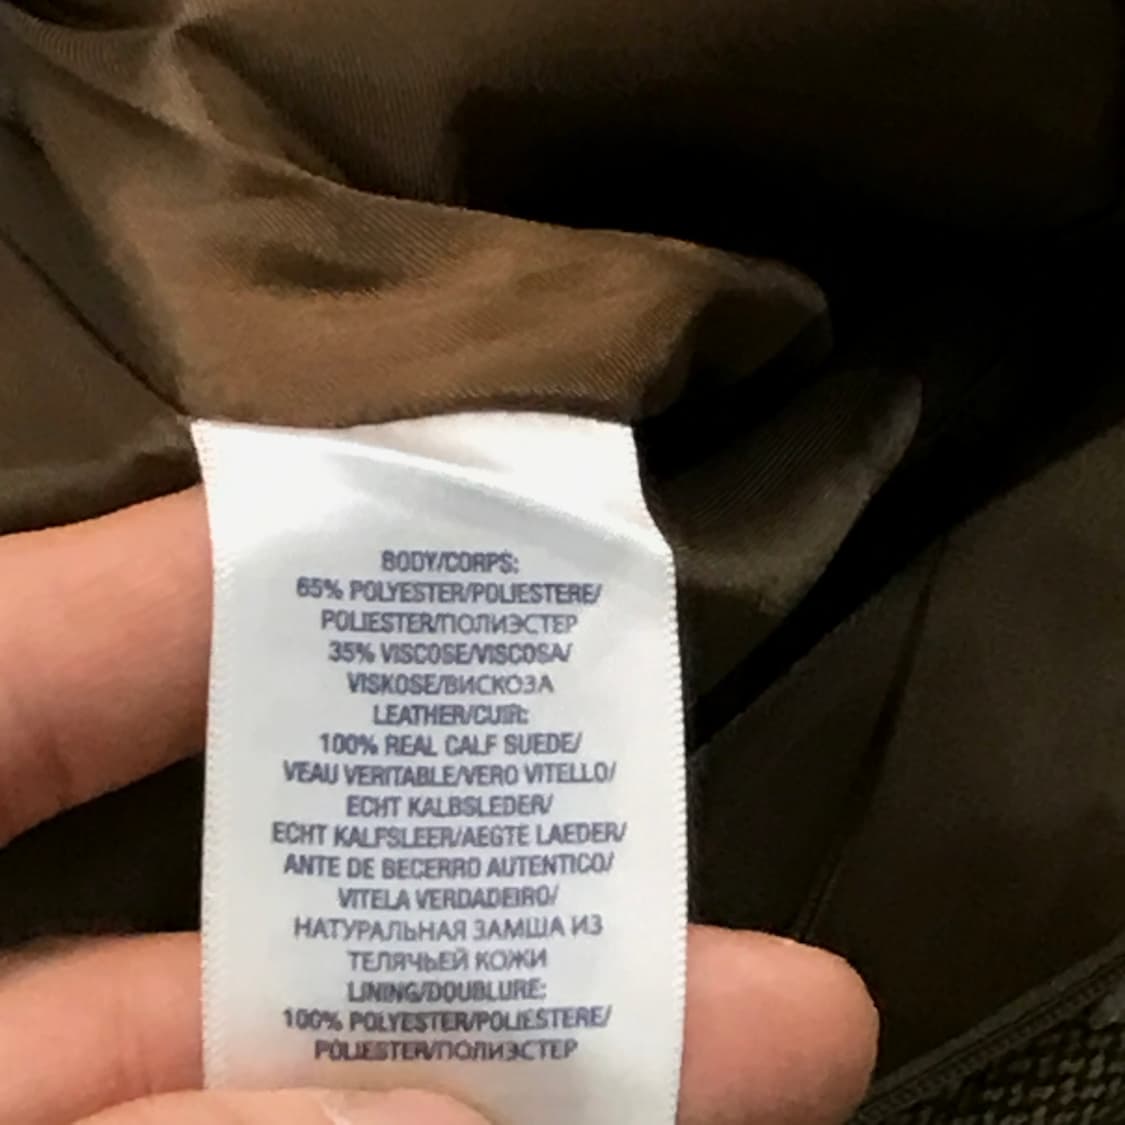 BODY/CORPS:
65% POLYESTER/POLIESTERE/
POLIESTER/ПОЛИЭСТЕР
35% VISCOSE/VISCOSA/
VISKOSE/ВИСКОЗА
LEATHER/CUIR:
100% REAL CALF SUEDE/
VEAU VERITABLE/VERO VITELLO/
ECHT KALBSLEDER/
ECHT KALFSLEER/AEGTE LAEDER/
ANTE DE BECERRO AUTENTICO/
VITELA VERDADEIRO/
НАТУРАЛЬНАЯ ЗАМША ИЗ
ТЕЛЯЧЬЕЙ КОЖИ
LINING/DOUBLURE:
100% POLYESTER/POLIESTERE/
POLIESTER/ПОЛИЭСТЕР